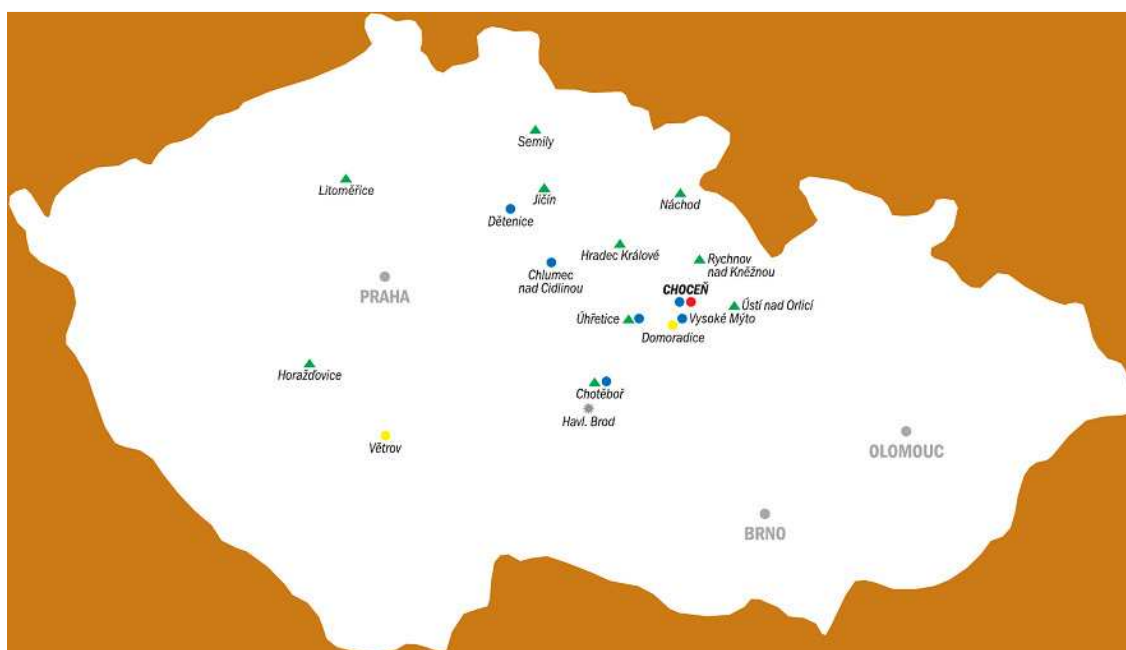 Semily
Litoměřice
Jičín
Náchod
Dětenice
Hradec Králové
Rychnov
nad Kněžnou
Chlumec
nad Cidlinou
PRAHA
CHOCEŇ
Ústí nad Orlicí
Úhřetice
Vysoké Mýto
Domoradice
Horažďovice
Chotěboř
Havl. Brod
Větrov
OLOMOUC
BRNO